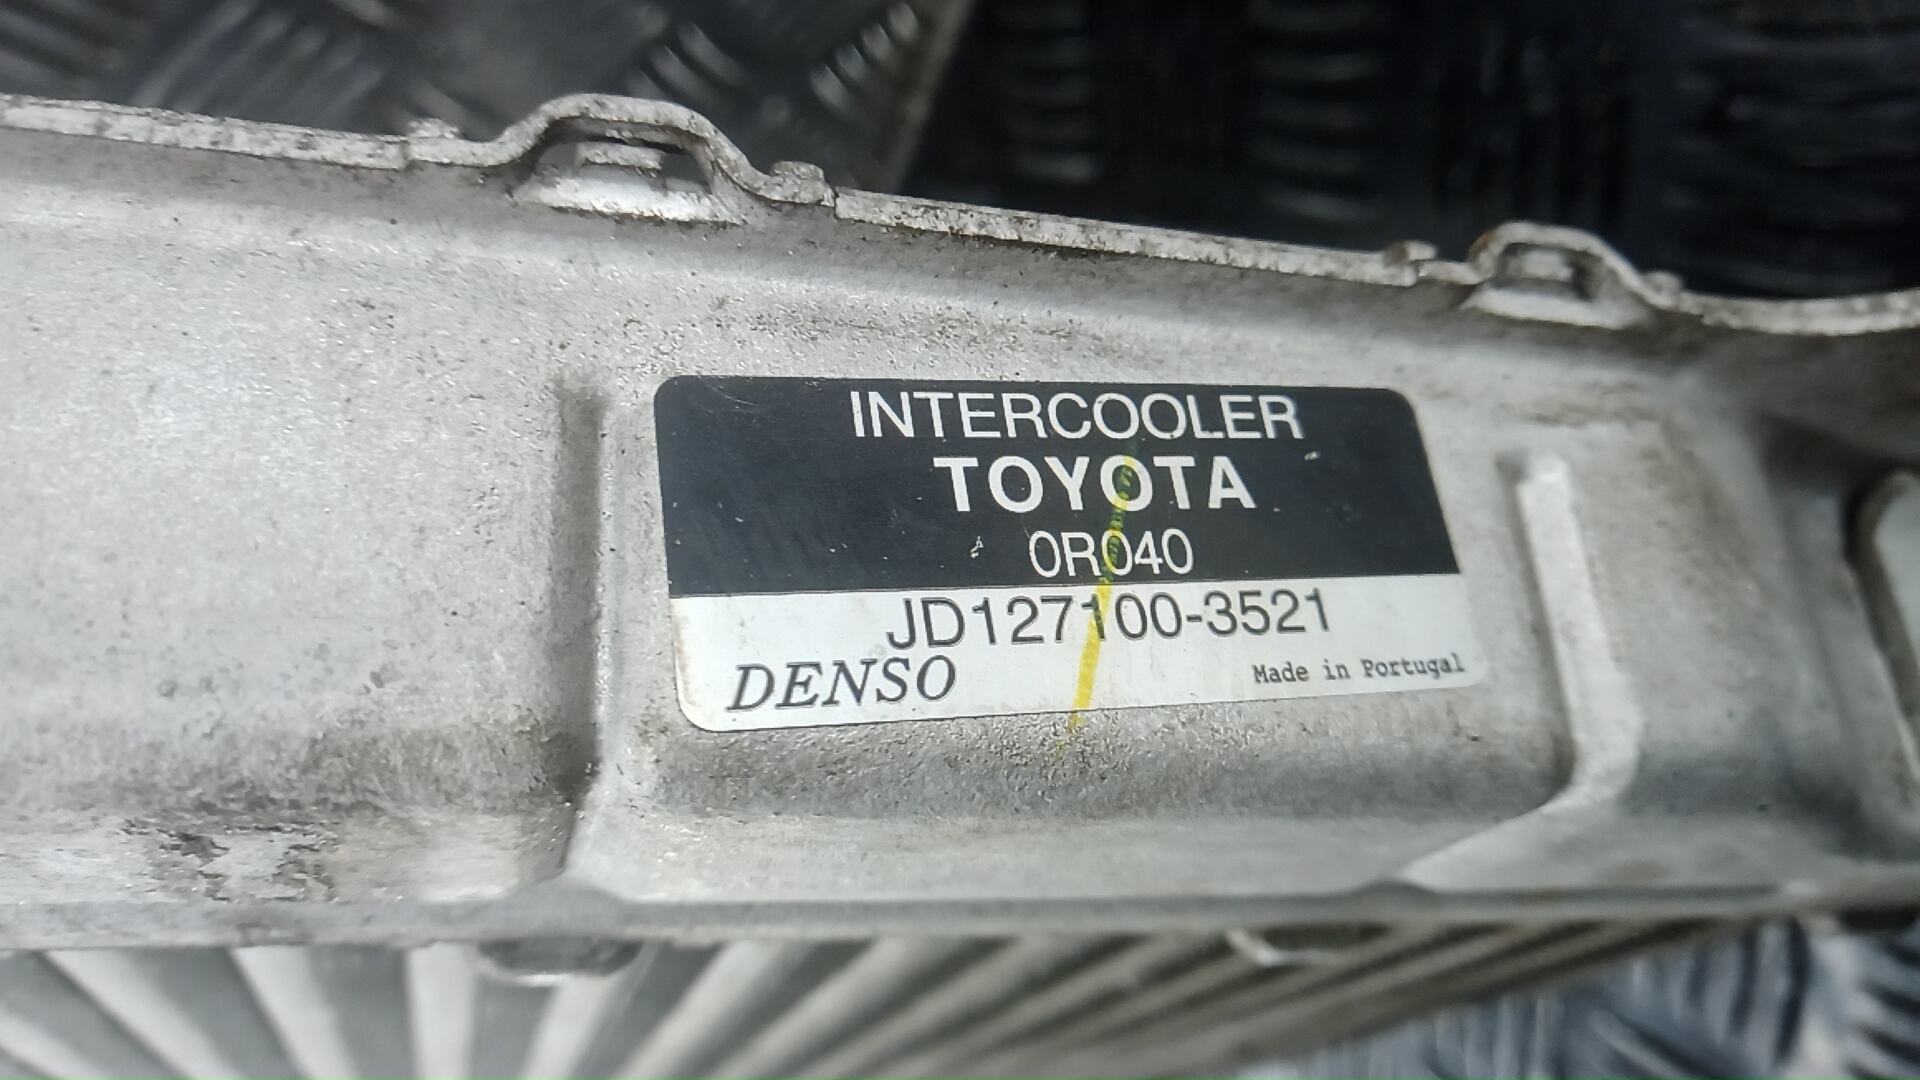 INTERCOOLER
TOYOTA
0R040
JD127100-3521
DENSO Made in Portugal